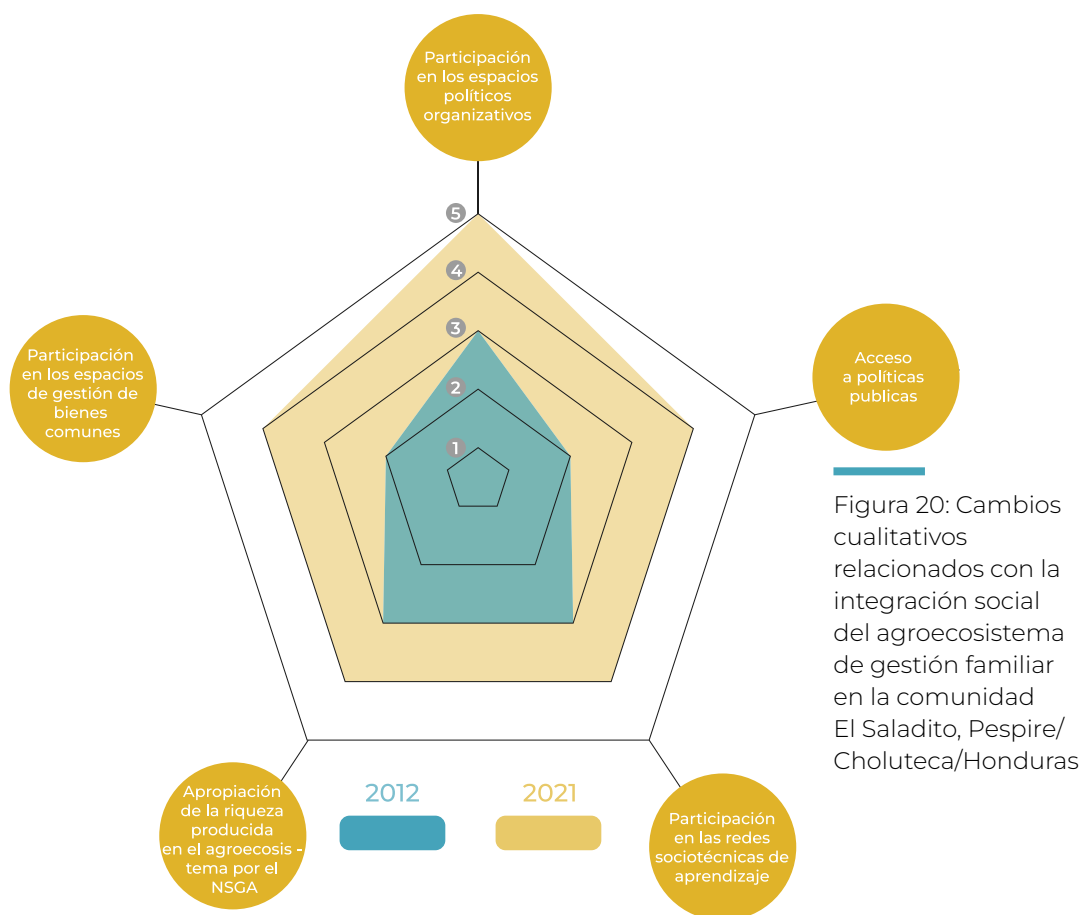 Participación
en los espacios
políticos
organizativos
5
4
3
2
1
Participación
en los espacios
de gestión de
bienes
comunes
Acceso
a políticas
publicas
Figura 20: Cambios
cualitativos
relacionados con la
integración social
del agroecosistema
de gestión familiar
en la comunidad
El Saladito, Pespire/
Choluteca/Honduras
Apropiación
de la riqueza
producida
en el agroecosis -
tema por el
NSGA
2012
2021
Participación
en las redes
sociotécnicas de
aprendizaje